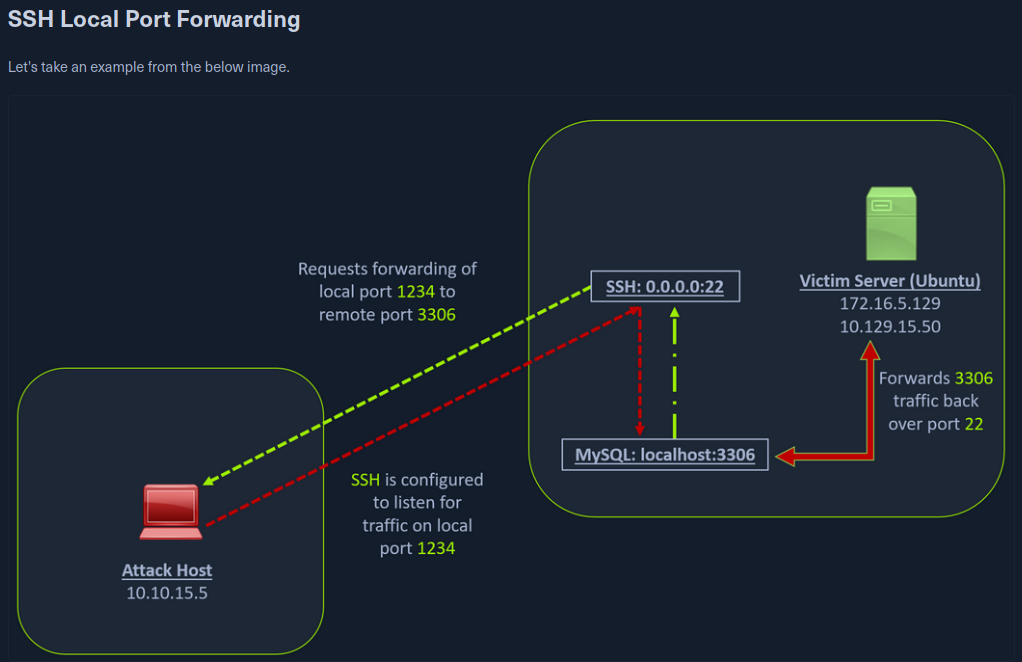 SSH Local Port Forwarding
Let's take an example from the below image.
Requests forwarding of
local port 1234 to
remote port 3306
SSH: 0.0.0.0:22
Victim Server (Ubuntu)
172.16.5.129
10.129.15.50
Forwards 3306
traffic back
over port 22
MySQL: localhost:3306
SSH is configured
to listen for
traffic on local
port 1234
Attack Host
10.10.15.5